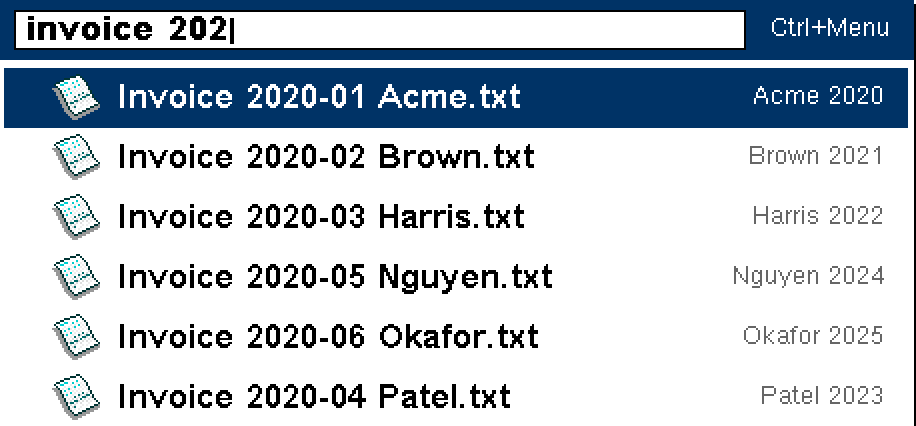 invoice 202
Ctrl+Menu
Invoice 2020-01 Acme.txt Acme 2020
Invoice 2020-02 Brown.txt Brown 2021
Invoice 2020-03 Harris.txt Harris 2022
Invoice 2020-05 Nguyen.txt Nguyen 2024
Invoice 2020-06 Okafor.txt Okafor 2025
Invoice 2020-04 Patel.txt Patel 2023